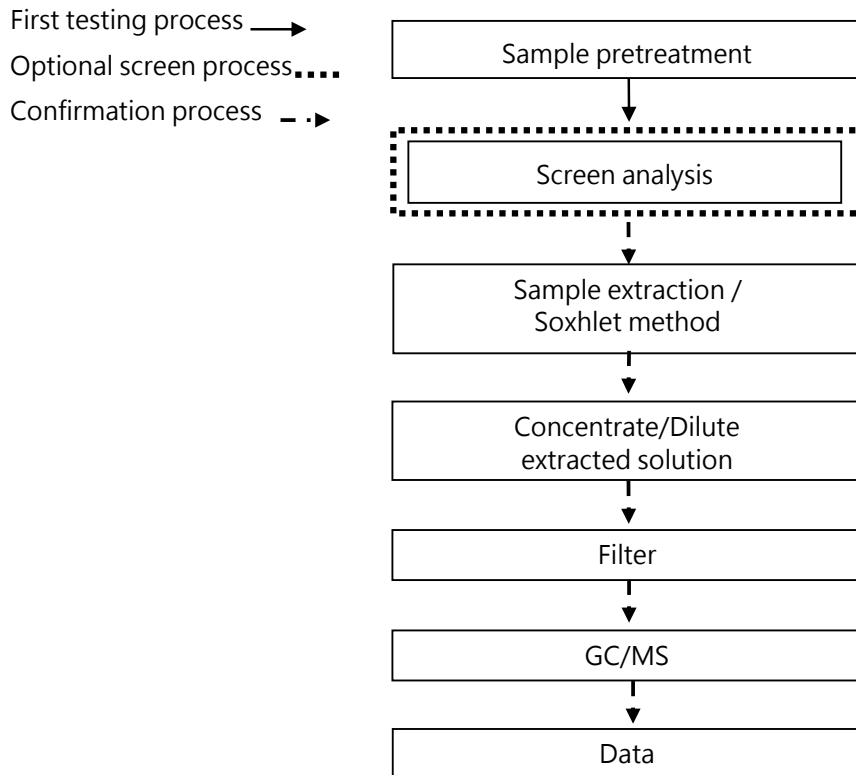 First testing process
Optional screen process
Confirmation process
Sample pretreatment
Screen analysis
Sample extraction /
Soxhlet method
Concentrate/Dilute
extracted solution
Filter
GC/MS
Data